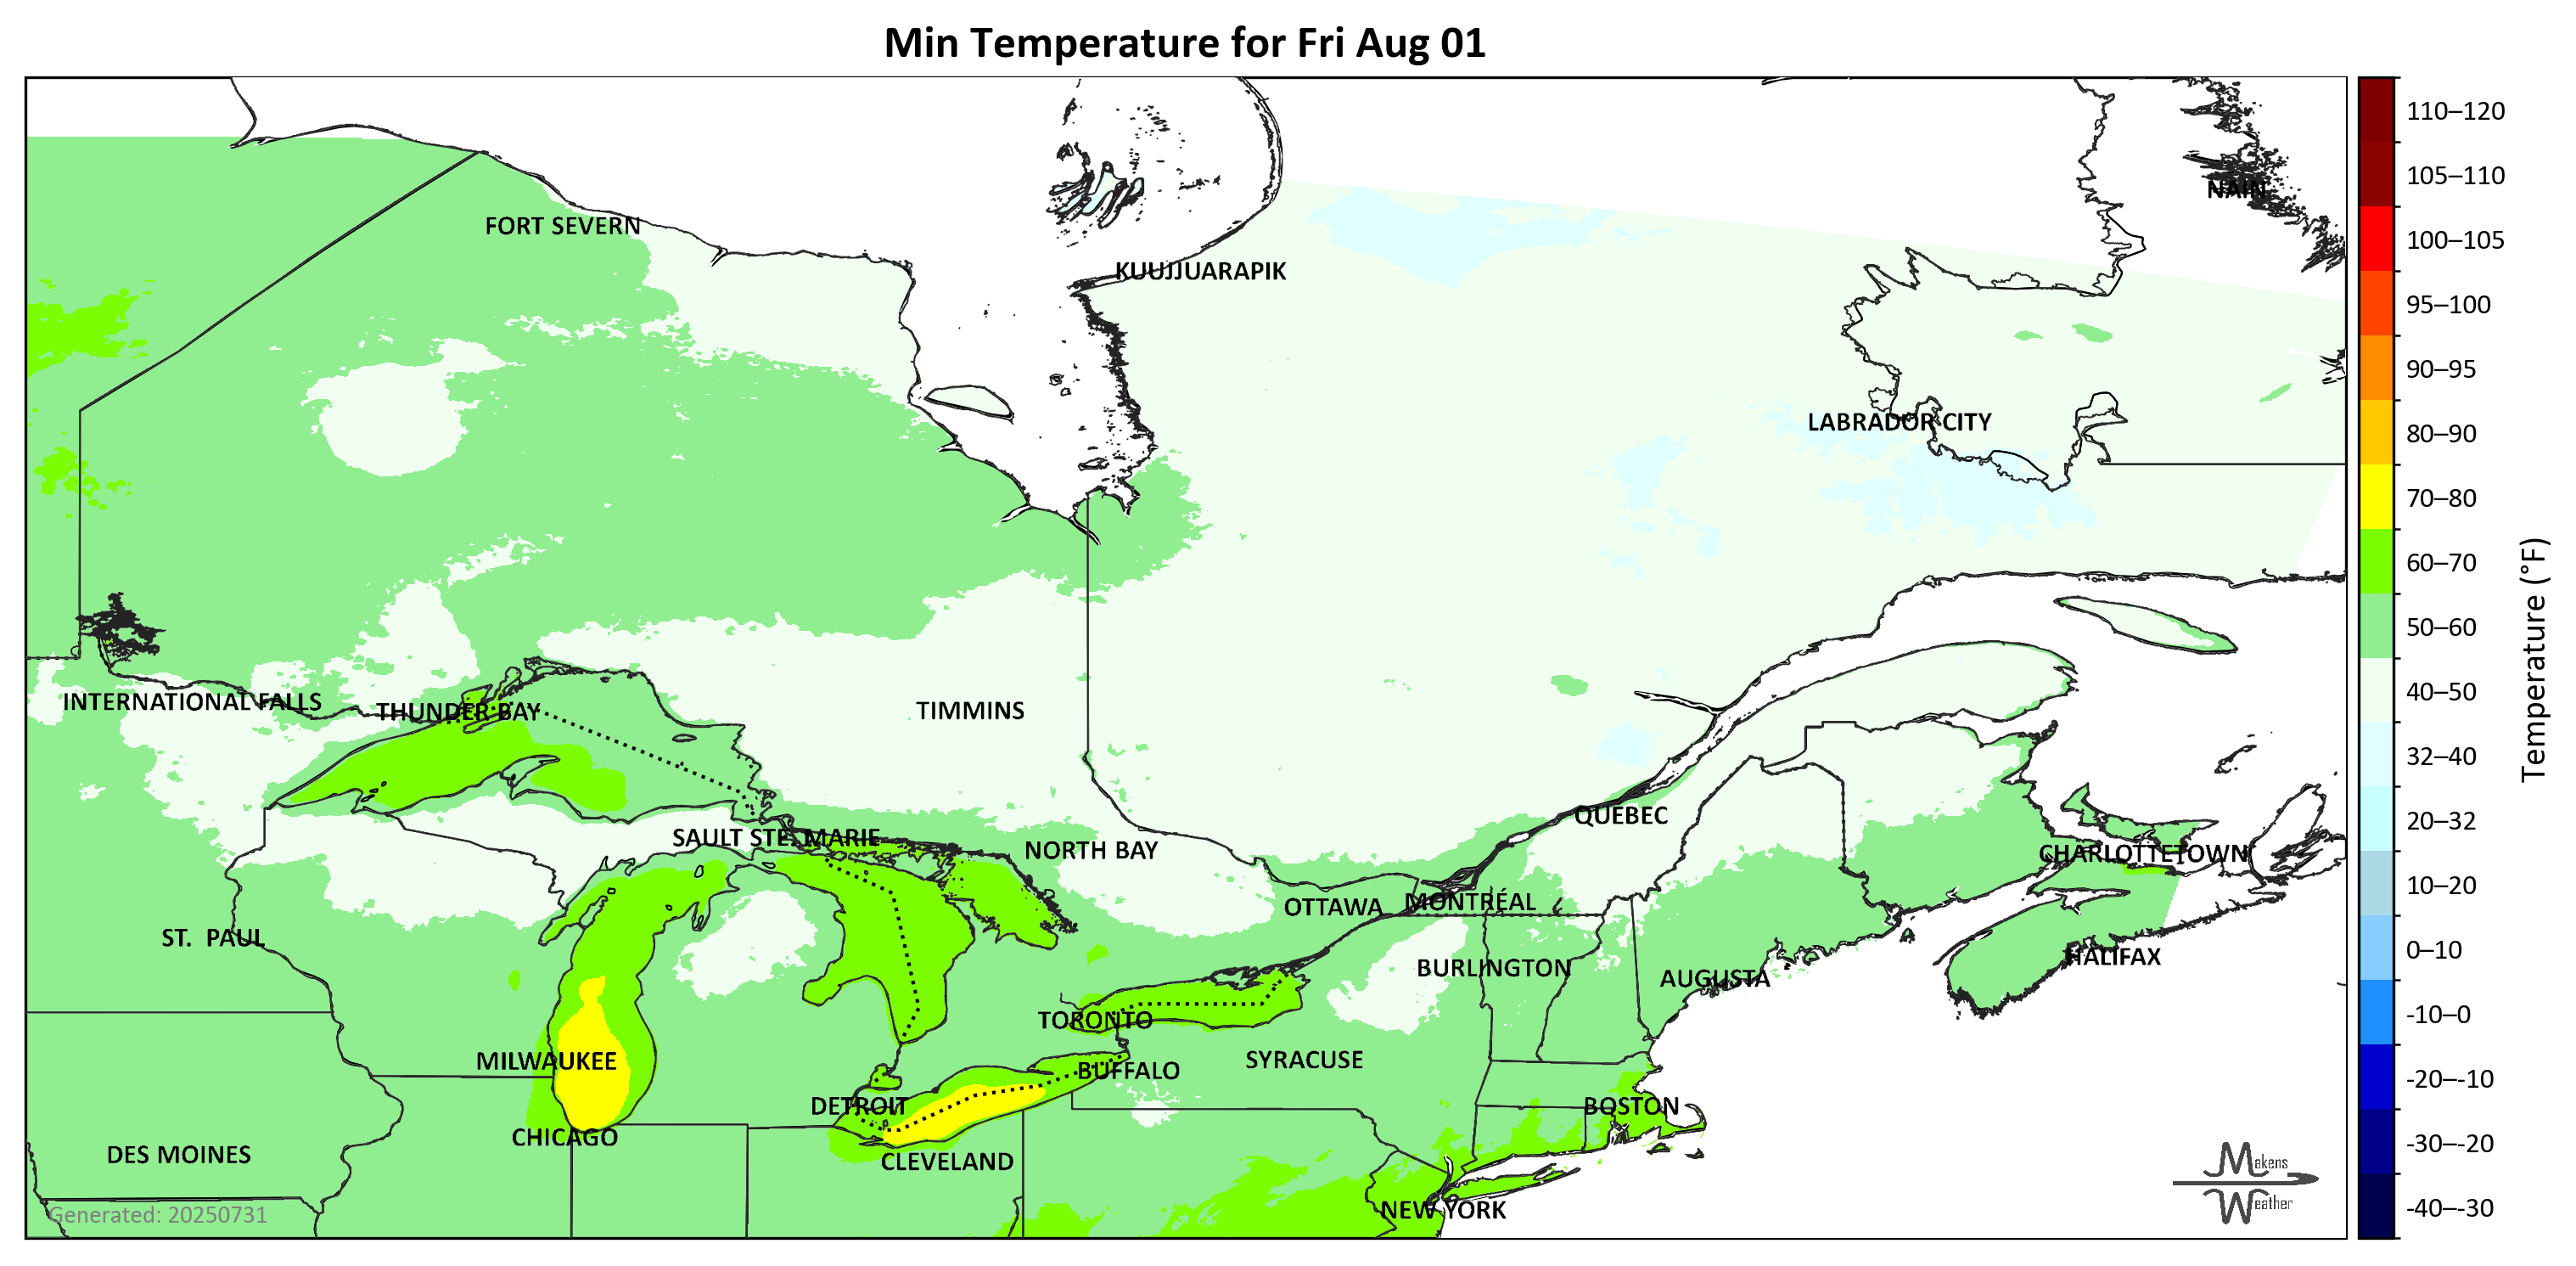 Min Temperature for Fri Aug 01
NAIN
FORT SEVERN
KUUJJUARAPIK
LABRADOR CITY
INTERNATIONAL FALLS
THUNDER BAY
TIMMINS
QUEBEC
SAULT STE. MARIE
NORTH BAY
CHARLOTTETOWN
OTTAWA
MONTRÉAL
ST. PAUL
HALIFAX
BURLINGTON
AUGUSTA
TORONTO
MILWAUKEE
SYRACUSE
BUFFALO
DETROIT
BOSTON
CHICAGO
DES MOINES
CLEVELAND
NEW YORK
Generated: 20250731
Makens
Weather
110–120
105–110
100–105
95–100
90–95
80–90
70–80
60–70
50–60
40–50
32–40
20–32
10–20
0–10
-10–0
-20–-10
-30–-20
-40–-30
Temperature (°F)